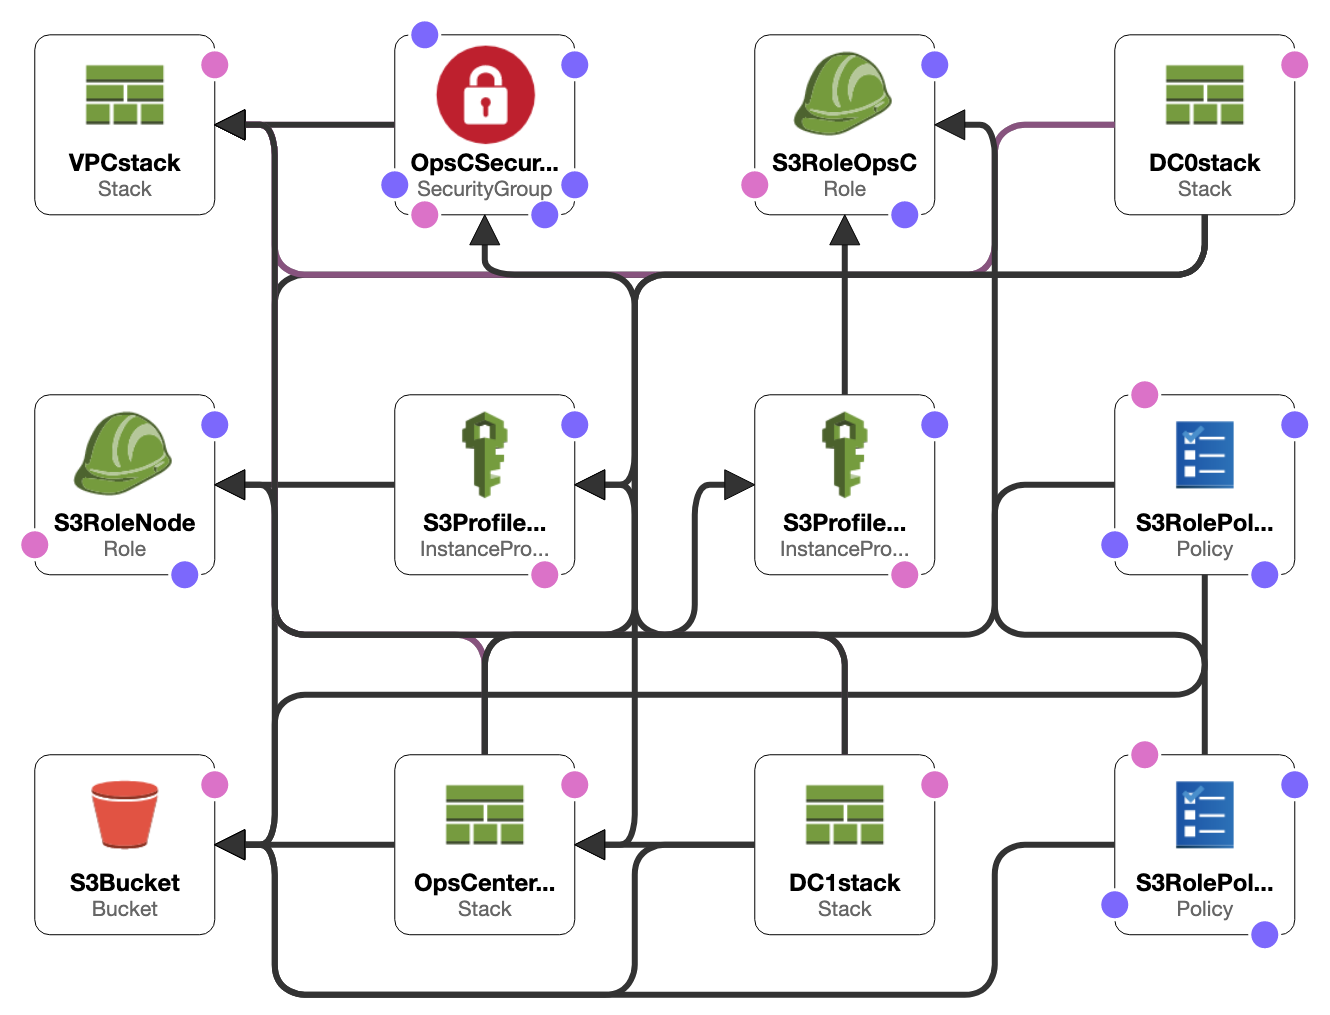 VPCstack
Stack
OpsCSecur...
SecurityGroup
S3RoleOpsC
Role
DC0stack
Stack
S3RoleNode
Role
S3Profile...
InstancePro...
S3Profile...
InstancePro...
S3RolePol...
Policy
S3Bucket
Bucket
OpsCenter...
Stack
DC1stack
Stack
S3RolePol...
Policy